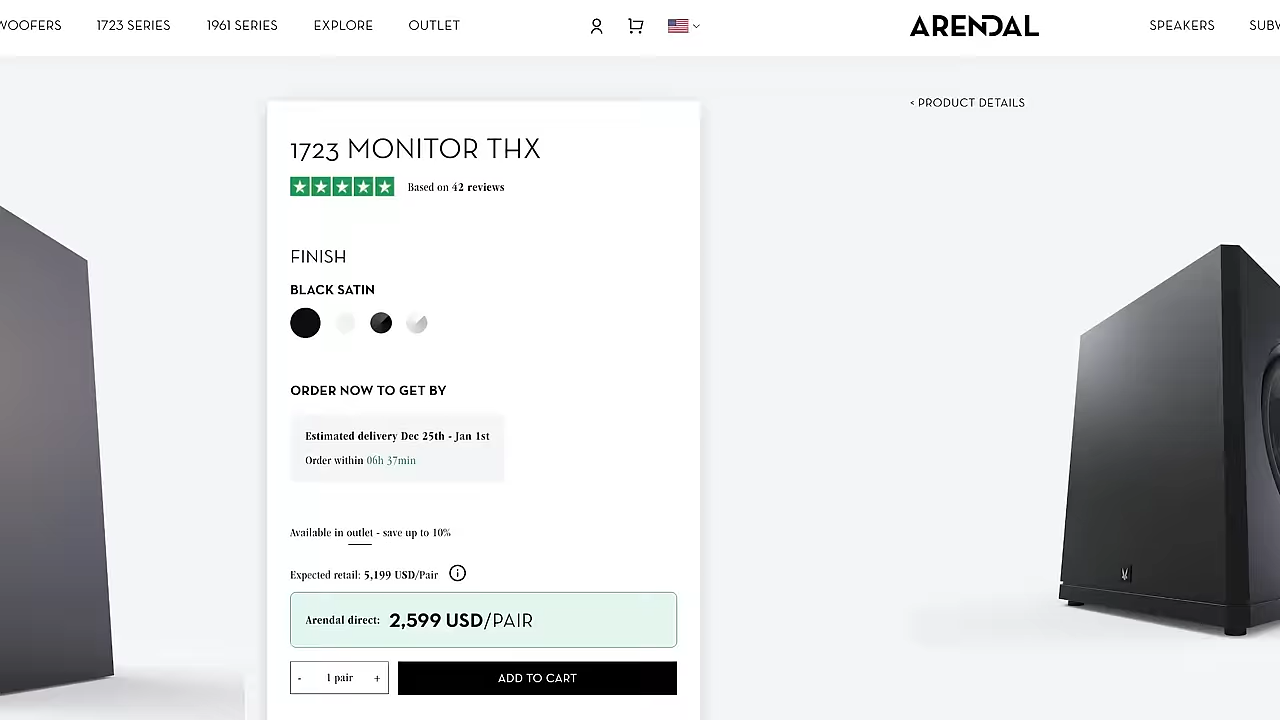 WOOFERS 1723 SERIES 1961 SERIES EXPLORE OUTLET
ARENDAL
SPEAKERS
< PRODUCT DETAILS
1723 MONITOR THX
Based on 42 reviews
FINISH
BLACK SATIN
ORDER NOW TO GET BY
Estimated delivery Dec 25th - Jan 1st
Order within 06h 37min
Available in outlet - save up to 10%
Expected retail: 5,199 USD/Pair
Arendal direct: 2,599 USD/PAIR
- 1 pair +
ADD TO CART